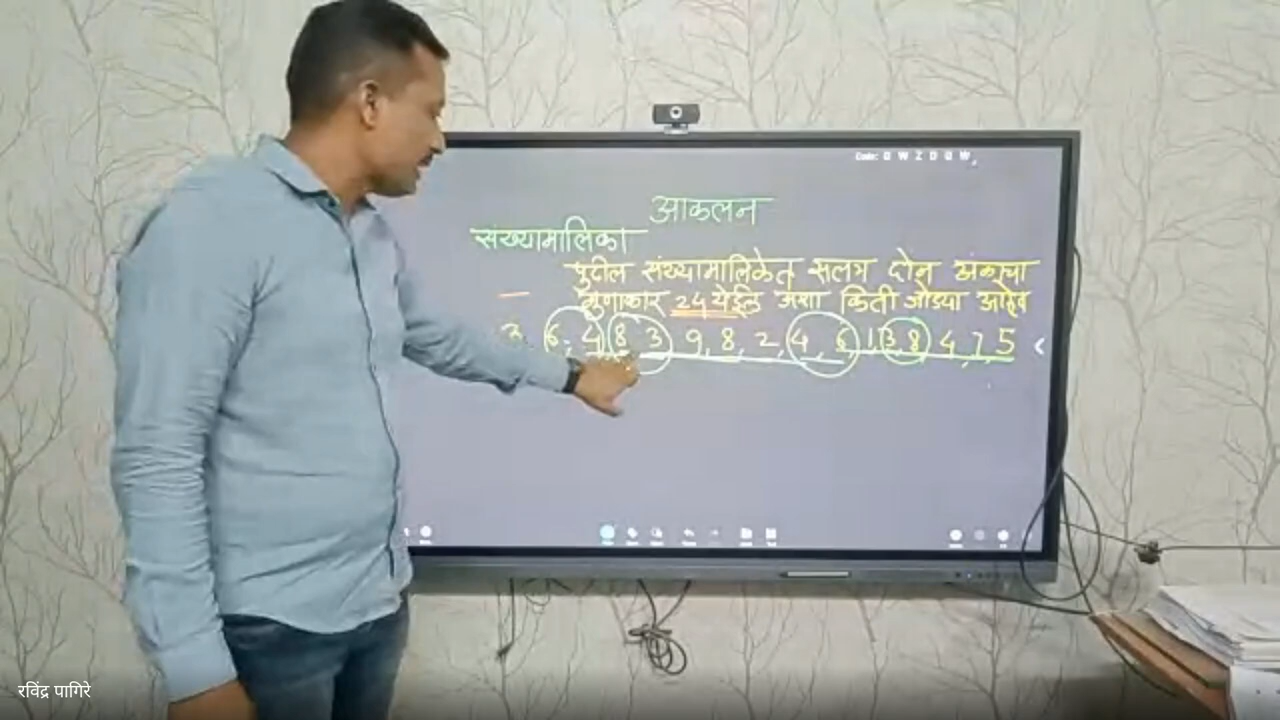 Code: D W Z D D W
आकलन
संख्यामालिका
पुढील संख्यामालिकेत सलग दोन अंकाचा
गुणाकार 24 येईल अशा किती जोड्या आहेत
3, 6, 4, 8 3 9, 8, 2, 4, 6, 1, 3, 8, 4, 7, 5
रविंद्र पागिरे